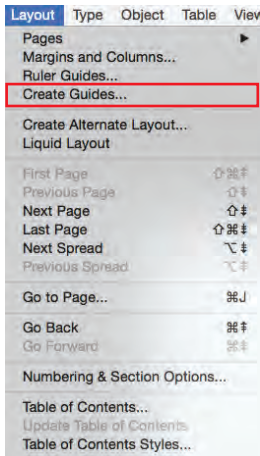 Layout Type Object Table View
Pages
Margins and Columns...
Ruler Guides...
Create Guides...
Create Alternate Layout...
Liquid Layout
First Page ⇧⌘⇞
Previous Page ⇧⇞
Next Page ⇧⇟
Last Page ⇧⌘⇟
Next Spread ⌥⇟
Previous Spread ⌥⇞
Go to Page... ⌘J
Go Back ⌘⇞
Go Forward ⌘⇟
Numbering & Section Options...
Table of Contents...
Update Table of Contents
Table of Contents Styles...